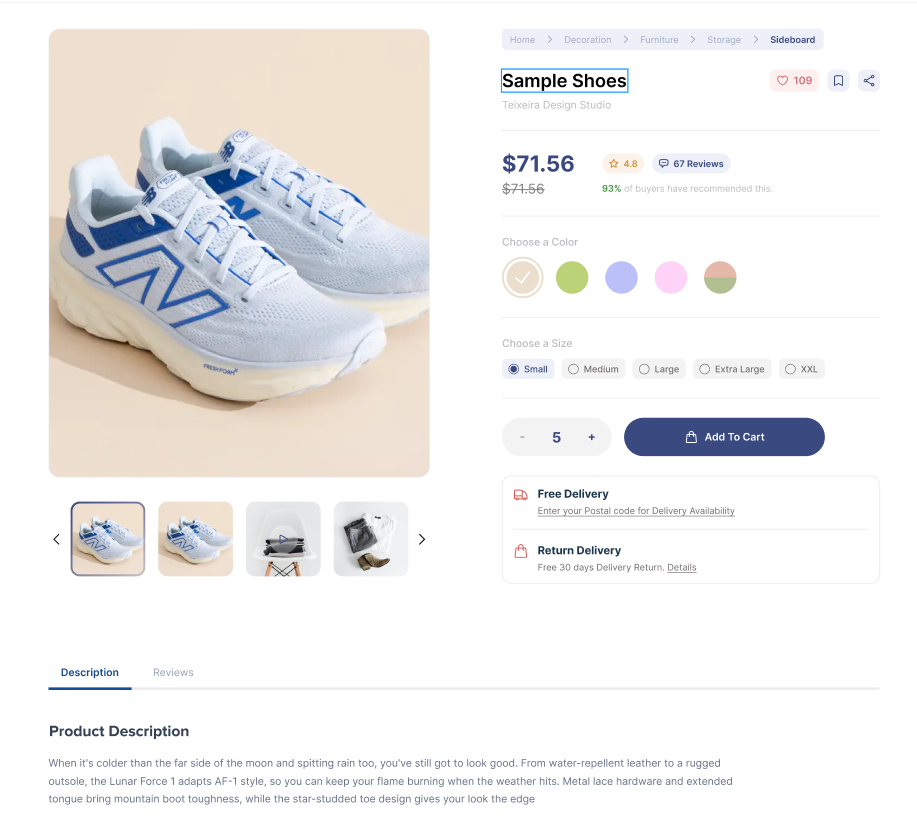 Home > Decoration > Furniture > Storage > Sideboard
Sample Shoes
109
Teixeira Design Studio
$71.56
4.8
67 Reviews
$71.56
93% of buyers have recommended this.
Choose a Color
Choose a Size
Small
Medium
Large
Extra Large
XXL
- 5 +
Add To Cart
Free Delivery
Enter your Postal code for Delivery Availability
Return Delivery
Free 30 days Delivery Return. Details
FRESH FOAM X
Description
Reviews
Product Description
When it's colder than the far side of the moon and spitting rain too, you've still got to look good. From water-repellent leather to a rugged
outsole, the Lunar Force 1 adapts AF-1 style, so you can keep your flame burning when the weather hits. Metal lace hardware and extended
tongue bring mountain boot toughness, while the star-studded toe design gives your look the edge